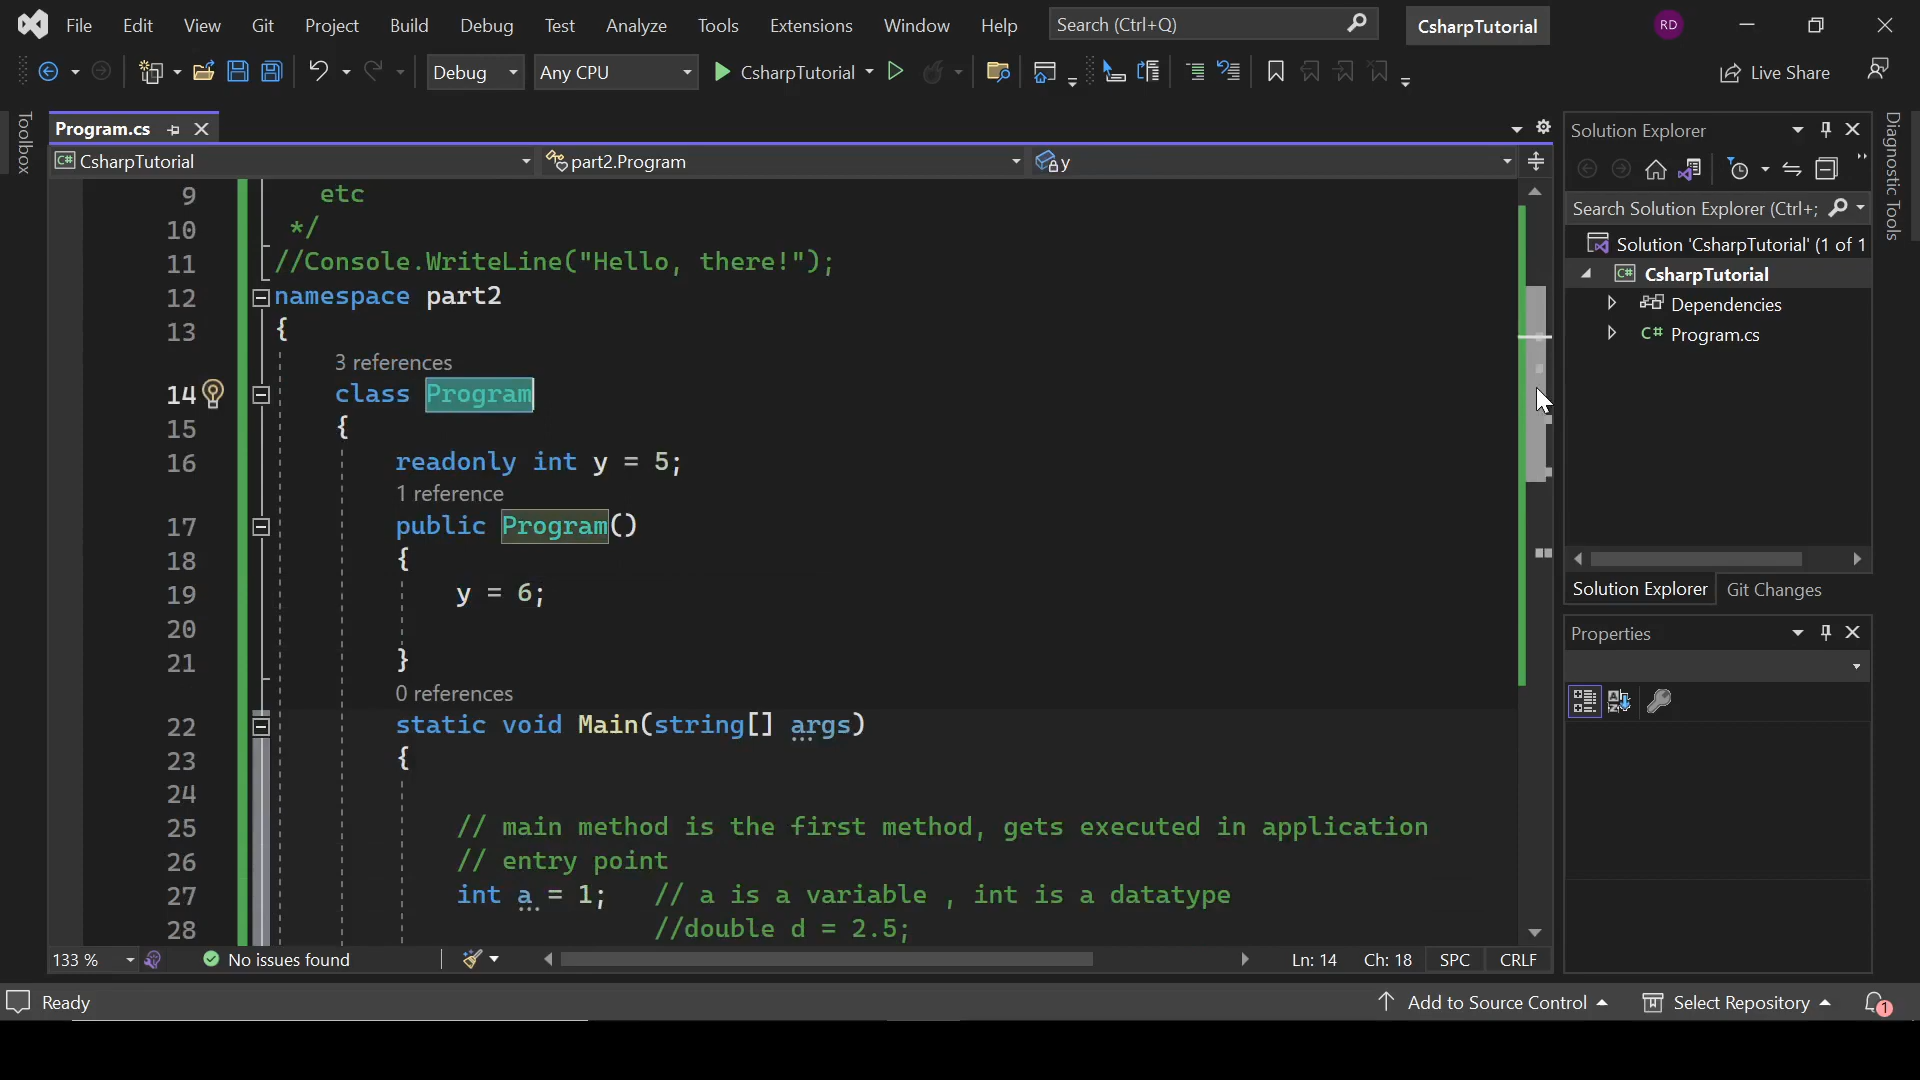 File Edit View Git Project Build Debug Test Analyze Tools Extensions Window Help Search (Ctrl+Q) CsharpTutorial RD
Debug Any CPU CsharpTutorial Live Share
Toolbox
Program.cs
CsharpTutorial part2.Program y
9 etc
10 */
11 //Console.WriteLine("Hello, there!");
12 namespace part2
13 {
3 references
14 class Program
15 {
16 readonly int y = 5;
1 reference
17 public Program()
18 {
19 y = 6;
20
21 }
0 references
22 static void Main(string[] args)
23 {
24
25 // main method is the first method, gets executed in application
26 // entry point
27 int a = 1; // a is a variable , int is a datatype
28 //double d = 2.5;
133 % No issues found Ln: 14 Ch: 18 SPC CRLF
Solution Explorer
Search Solution Explorer (Ctrl+;
Solution 'CsharpTutorial' (1 of 1
C# CsharpTutorial
Dependencies
C# Program.cs
Solution Explorer Git Changes
Properties
Diagnostic Tools
Ready Add to Source Control Select Repository 1